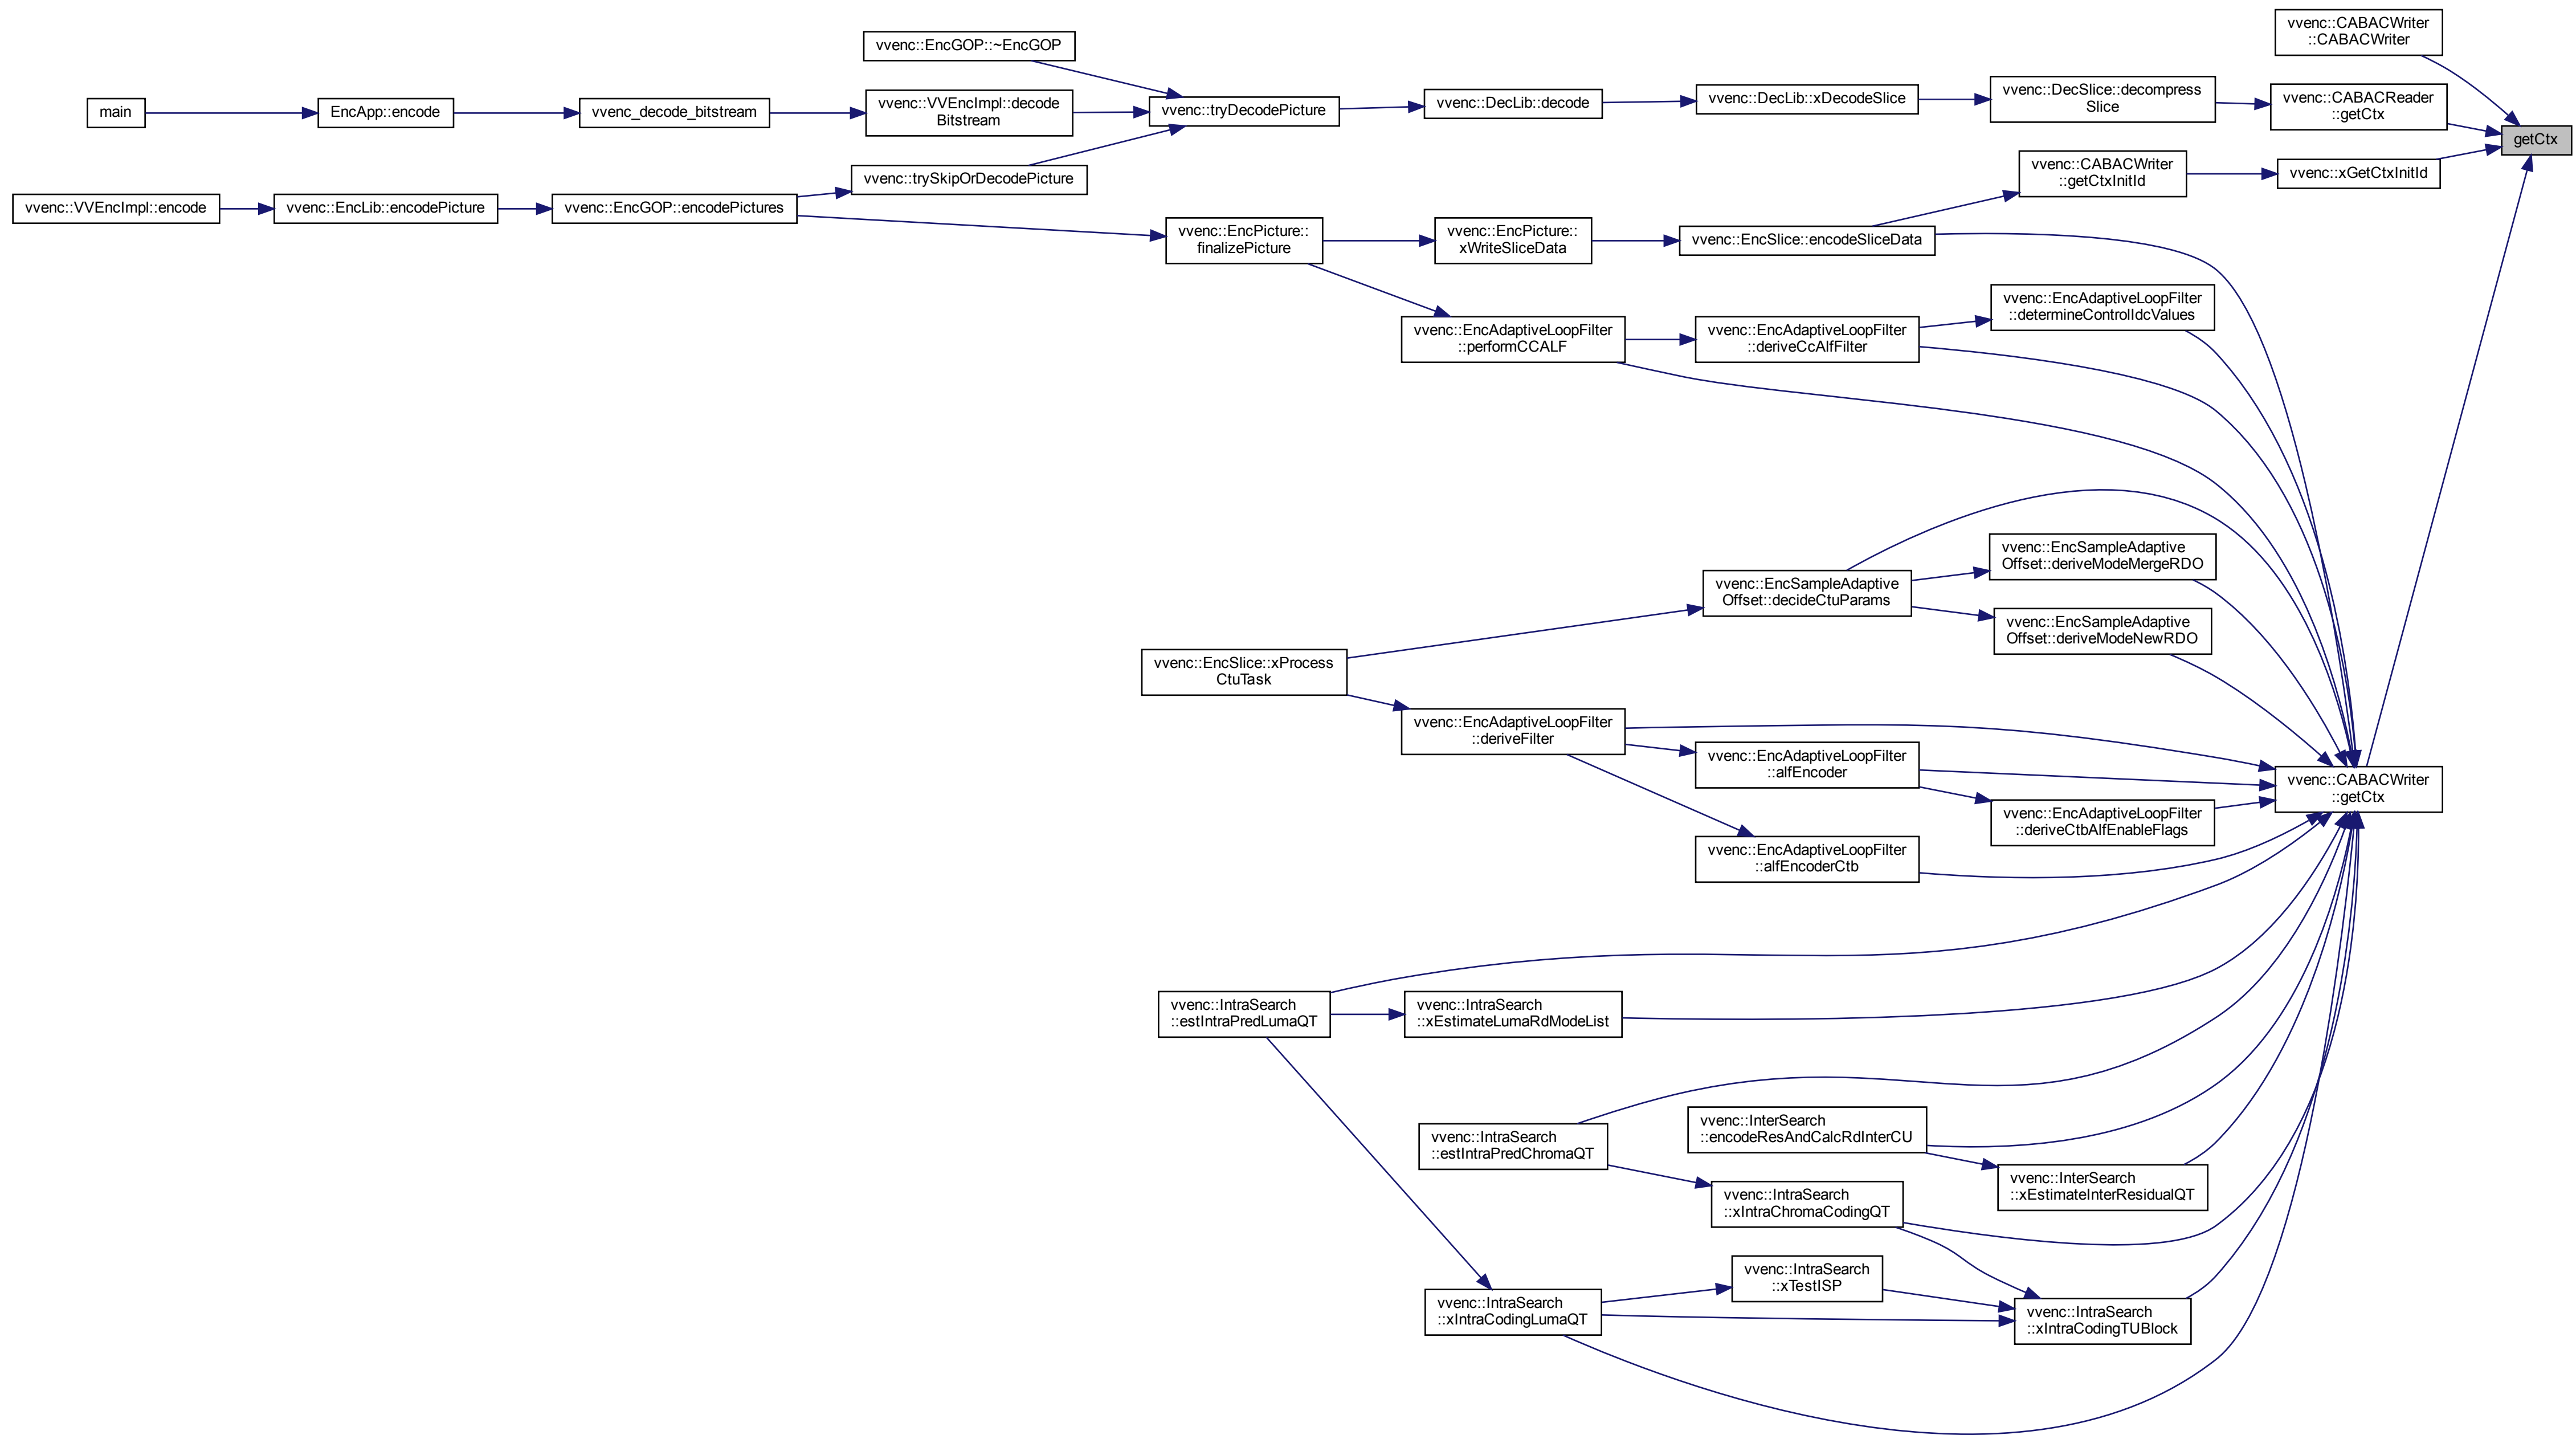 vvenc::CABACWriter
::CABACWriter
vvenc::EncGOP::~EncGOP
main
EncApp::encode
vvenc_decode_bitstream
vvenc::VVEncImpl::decode
Bitstream
vvenc::tryDecodePicture
vvenc::DecLib::decode
vvenc::DecLib::xDecodeSlice
vvenc::DecSlice::decompress
Slice
vvenc::CABACReader
::getCtx
getCtx
vvenc::trySkipOrDecodePicture
vvenc::CABACWriter
::getCtxInitId
vvenc::xGetCtxInitId
vvenc::VVEncImpl::encode
vvenc::EncLib::encodePicture
vvenc::EncGOP::encodePictures
vvenc::EncPicture::
finalizePicture
vvenc::EncPicture::
xWriteSliceData
vvenc::EncSlice::encodeSliceData
vvenc::EncAdaptiveLoopFilter
::determineControlIdcValues
vvenc::EncAdaptiveLoopFilter
::performCCALF
vvenc::EncAdaptiveLoopFilter
::deriveCcAlfFilter
vvenc::EncSampleAdaptive
Offset::deriveModeMergeRDO
vvenc::EncSampleAdaptive
Offset::decideCtuParams
vvenc::EncSampleAdaptive
Offset::deriveModeNewRDO
vvenc::EncSlice::xProcess
CtuTask
vvenc::EncAdaptiveLoopFilter
::deriveFilter
vvenc::EncAdaptiveLoopFilter
::alfEncoder
vvenc::CABACWriter
::getCtx
vvenc::EncAdaptiveLoopFilter
::deriveCtbAlfEnableFlags
vvenc::EncAdaptiveLoopFilter
::alfEncoderCtb
vvenc::IntraSearch
::estIntraPredLumaQT
vvenc::IntraSearch
::xEstimateLumaRdModeList
vvenc::InterSearch
::encodeResAndCalcRdInterCU
vvenc::IntraSearch
::estIntraPredChromaQT
vvenc::InterSearch
::xEstimateInterResidualQT
vvenc::IntraSearch
::xIntraChromaCodingQT
vvenc::IntraSearch
::xTestISP
vvenc::IntraSearch
::xIntraCodingLumaQT
vvenc::IntraSearch
::xIntraCodingTUBlock